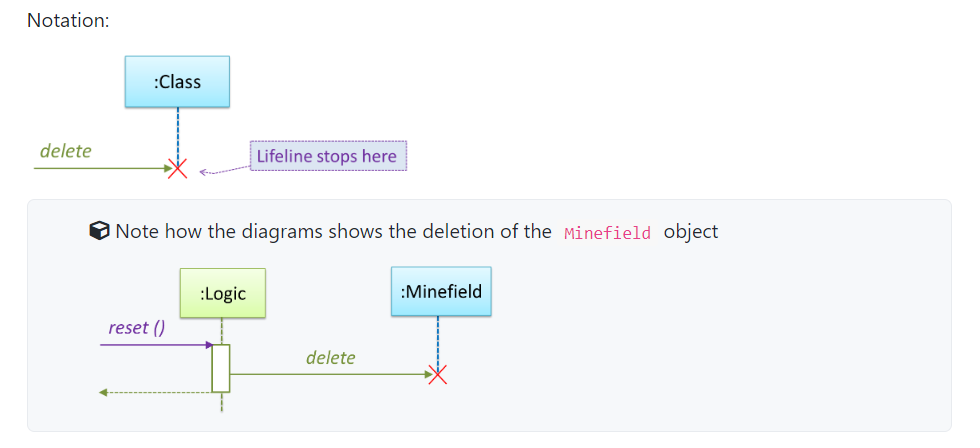 Notation:
:Class
delete
Lifeline stops here
Note how the diagrams shows the deletion of the Minefield object
:Logic
:Minefield
reset ()
delete